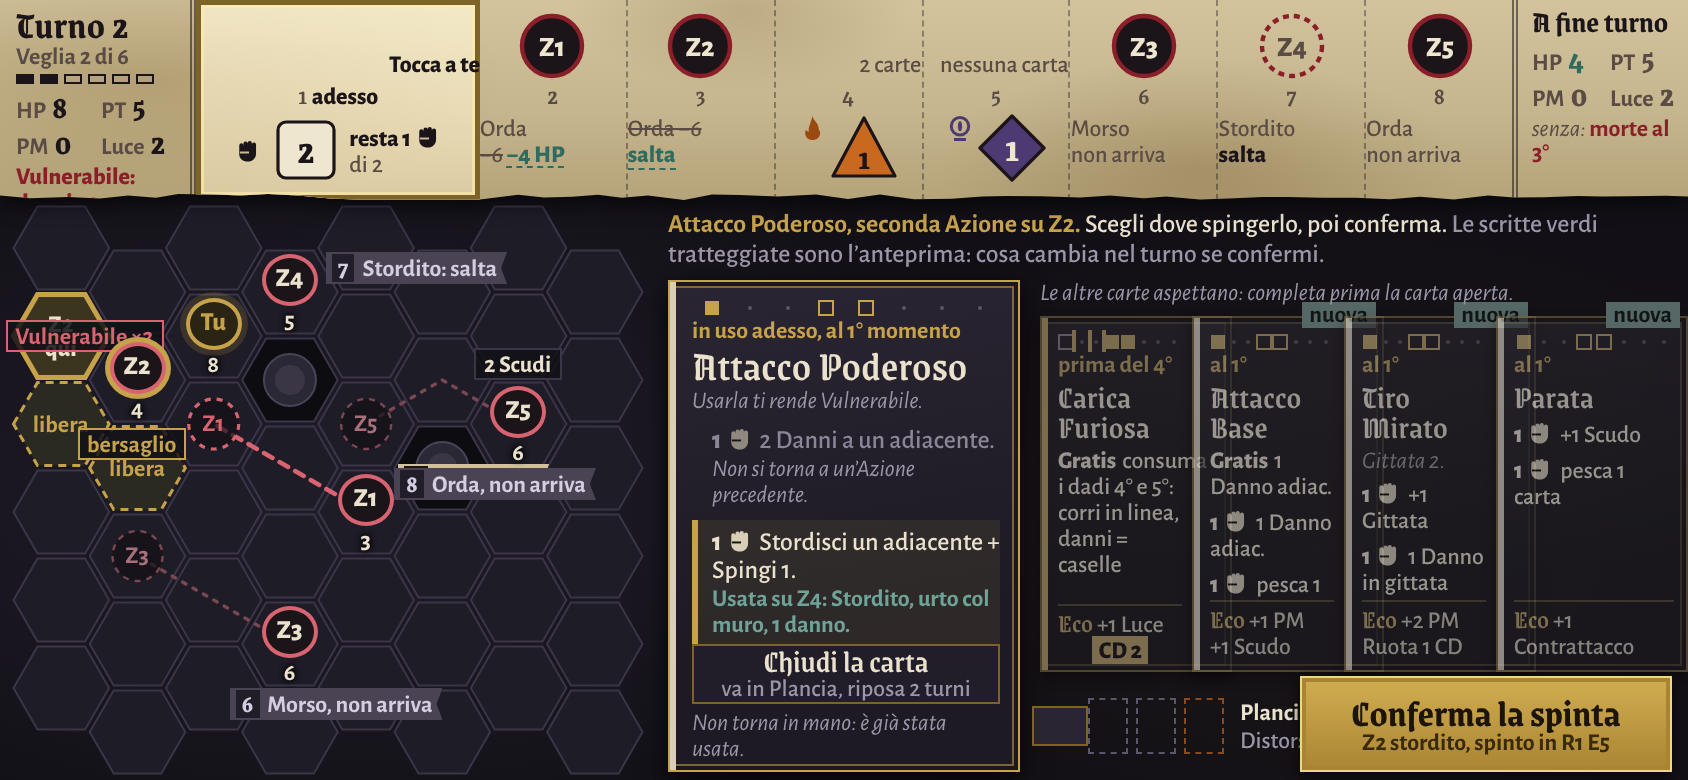 Turno 2
Veglia 2 di 6
HP 8 PT 5
PM 0 Luce 2
Vulnerabile:
Tocca a te
1 adesso
2
resta 1
di 2
Z1
2
Orda
−6 −4 HP
Z2
3
Orda −6
salta
2 carte
4
1
nessuna carta
5
1
Z3
6
Morso
non arriva
Z4
7
Stordito
salta
Z5
8
Orda
non arriva
A fine turno
HP 4 PT 5
PM 0 Luce 2
senza: morte al
3°
Z4
5
7 Stordito: salta
Z2
qui
Vulnerabile ×2
Tu
8
Z2
4
libera
bersaglio
libera
Z1
Z5
2 Scudi
Z5
6
Z1
3
8 Orda, non arriva
Z3
Z3
6
6 Morso, non arriva
Attacco Poderoso, seconda Azione su Z2. Scegli dove spingerlo, poi conferma. Le scritte verdi
tratteggiate sono l’anteprima: cosa cambia nel turno se confermi.
in uso adesso, al 1° momento
Attacco Poderoso
Usarla ti rende Vulnerabile.
1 2 Danni a un adiacente.
Non si torna a un’Azione
precedente.
1 Stordisci un adiacente +
Spingi 1.
Usata su Z4: Stordito, urto col
muro, 1 danno.
Chiudi la carta
va in Plancia, riposa 2 turni
Non torna in mano: è già stata
usata.
Le altre carte aspettano: completa prima la carta aperta.
prima del 4°
Carica
Furiosa
Gratis consuma
i dadi 4° e 5°:
corri in linea,
danni =
caselle
Eco +1 Luce
CD 2
nuova
al 1°
Attacco
Base
Gratis 1
Danno adiac.
1 1 Danno
adiac.
1 pesca 1
Eco +1 PM
+1 Scudo
nuova
al 1°
Tiro
Mirato
Gittata 2.
1 +1
Gittata
1 1 Danno
in gittata
Eco +2 PM
Ruota 1 CD
nuova
al 1°
Parata
1 +1 Scudo
1 pesca 1
carta
Eco +1
Contrattacco
Planci
Distors
Conferma la spinta
Z2 stordito, spinto in R1 E5